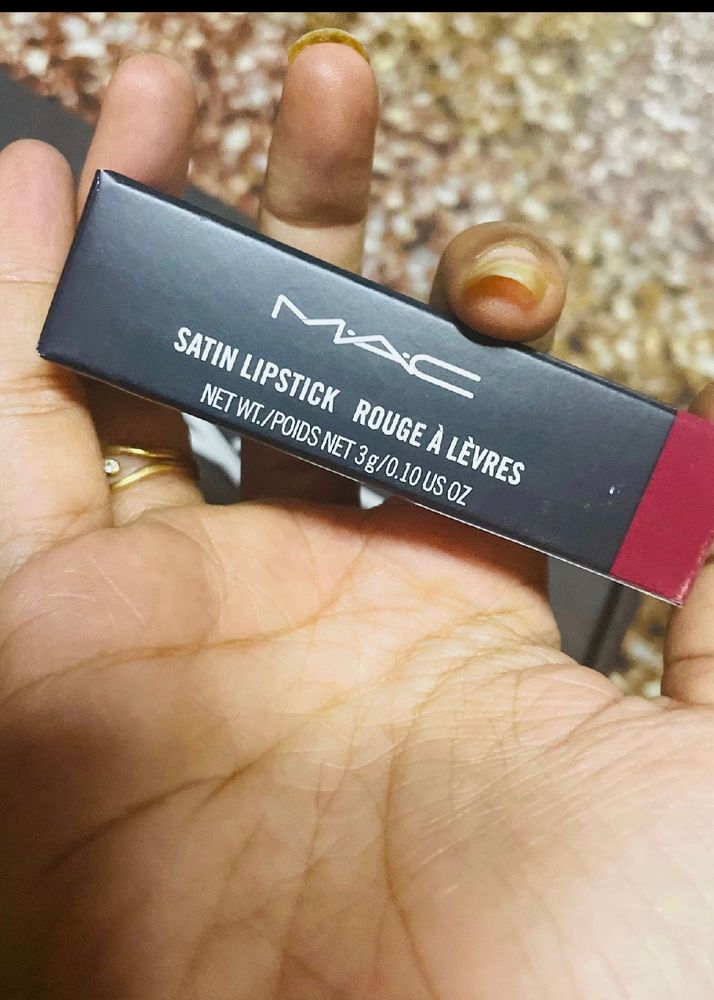 M·A·C
SATIN LIPSTICK ROUGE À LÈVRES
NET WT./POIDS NET 3g/0.10 US OZ